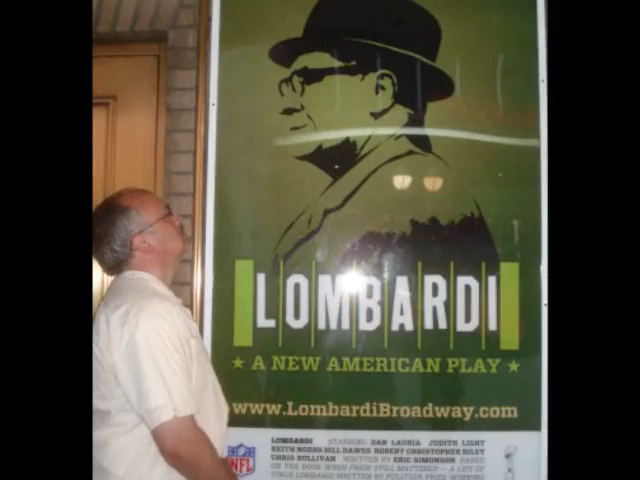 LOMBARDI
★ A NEW AMERICAN PLAY ★
www.LombardiBroadway.com
NFL
LOMBARDI STARRING DAN LAURIA JUDITH LIGHT
KEITH NOBBS BILL DAWES ROBERT CHRISTOPHER RILEY
CHRIS SULLIVAN WRITTEN BY ERIC SIMONSON BASED
ON THE BOOK WHEN PRIDE STILL MATTERED - A LIFE OF
VINCE LOMBARDI WRITTEN BY PULITZER PRIZE WINNING